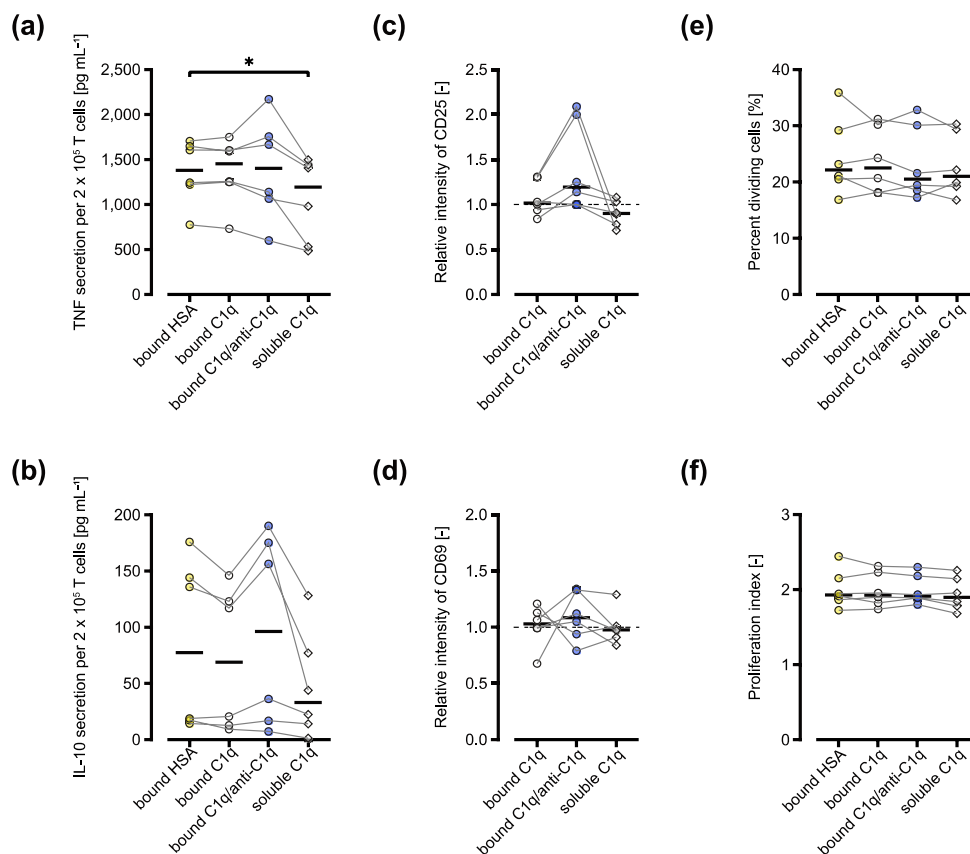 (a)
TNF secretion per 2 x 10⁵ T cells [pg mL⁻¹]
2,500
2,000
1,500
1,000
500
0
*
bound HSA
bound C1q
bound C1q/anti-C1q
soluble C1q
(c)
Relative intensity of CD25 [-]
2.5
2.0
1.5
1.0
0.5
0.0
bound C1q
bound C1q/anti-C1q
soluble C1q
(e)
Percent dividing cells [%]
40
30
20
10
0
bound HSA
bound C1q
bound C1q/anti-C1q
soluble C1q
(b)
IL-10 secretion per 2 x 10⁵ T cells [pg mL⁻¹]
200
150
100
50
0
bound HSA
bound C1q
bound C1q/anti-C1q
soluble C1q
(d)
Relative intensity of CD69 [-]
2.0
1.5
1.0
0.5
0.0
bound C1q
bound C1q/anti-C1q
soluble C1q
(f)
Proliferation index [-]
3
2
1
0
bound HSA
bound C1q
bound C1q/anti-C1q
soluble C1q